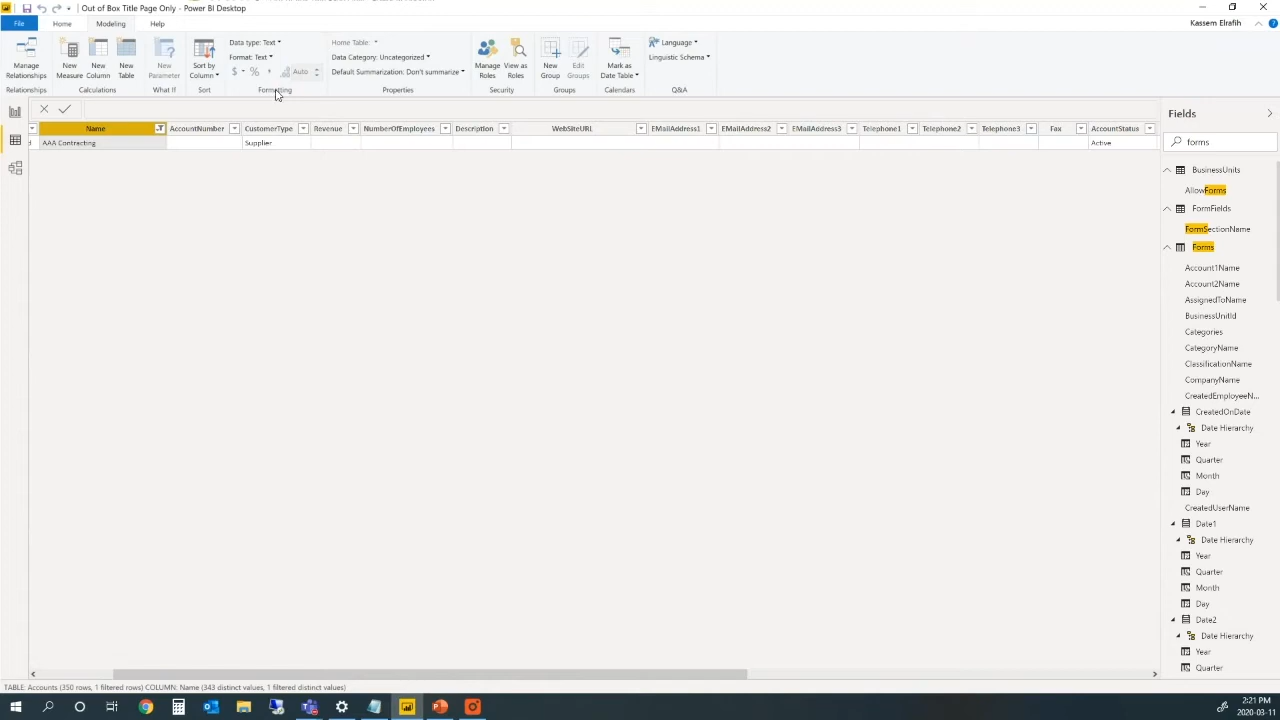 Out of Box Title Page Only - Power BI Desktop
File
Home
Modeling
Help
Kassem Elrafih
Manage
Relationships
New
Measure
New
Column
New
Table
New
Parameter
Sort by
Column
Data type: Text
Format: Text
$ % , Auto
Home Table:
Data Category: Uncategorized
Default Summarization: Don't summarize
Manage
Roles
View as
Roles
New
Group
Edit
Groups
Mark as
Date Table
Language
Linguistic Schema
Relationships
Calculations
What If
Sort
Formatting
Properties
Security
Groups
Calendars
Q&A
Name AccountNumber CustomerType Revenue NumberOfEmployees Description WebSiteURL EMailAddress1 EMailAddress2 EMailAddress3 Telephone1 Telephone2 Telephone3 Fax AccountStatus
AAA Contracting Supplier Active
Fields
forms
BusinessUnits
AllowForms
FormFields
FormSectionName
Forms
Account1Name
Account2Name
AssignedToName
BusinessUnitId
Categories
CategoryName
ClassificationName
CompanyName
CreatedEmployeeN...
CreatedOnDate
Date Hierarchy
Year
Quarter
Month
Day
CreatedUserName
Date1
Date Hierarchy
Year
Quarter
Month
Day
Date2
Date Hierarchy
Year
Quarter
TABLE: Accounts (350 rows, 1 filtered rows) COLUMN: Name (343 distinct values, 1 filtered distinct values)
2:21 PM
2020-03-11